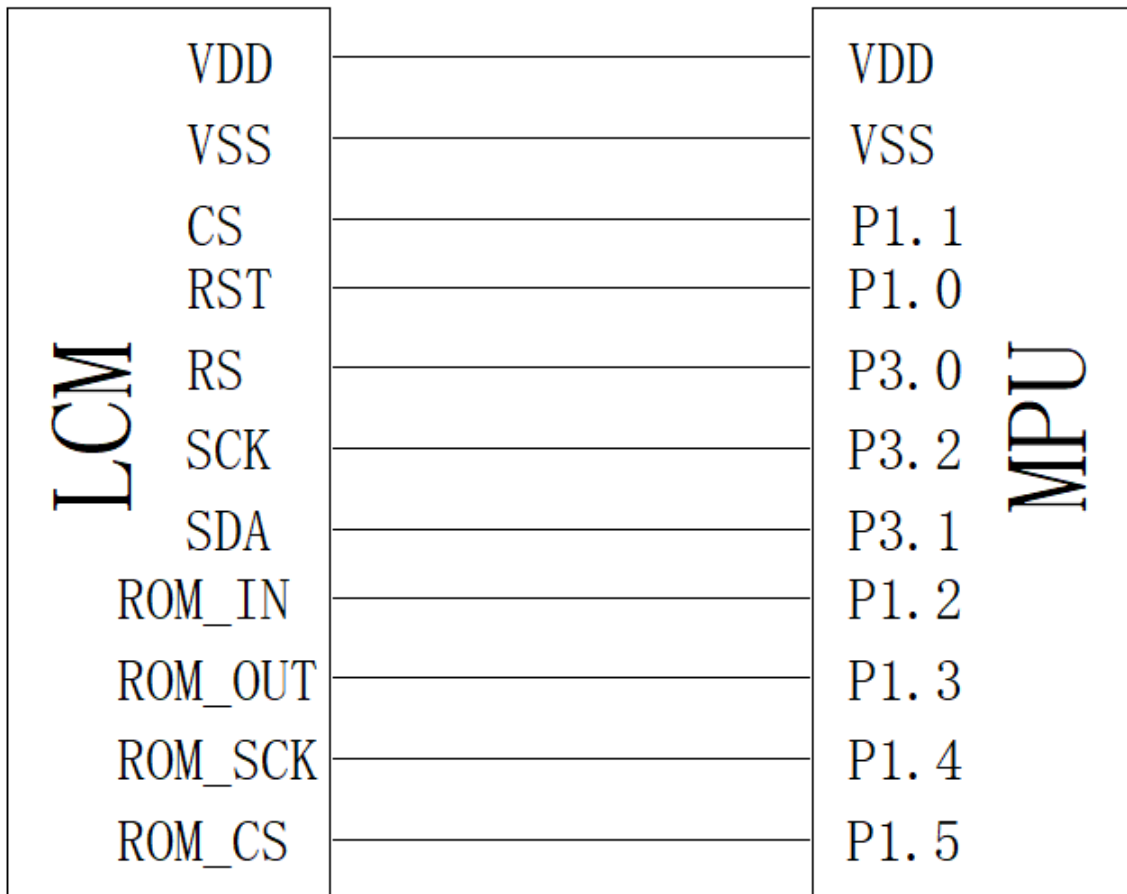 VDD VDD
VSS VSS
CS P1.1
RST P1.0
RS P3.0
SCK P3.2
SDA P3.1
ROM_IN P1.2
ROM_OUT P1.3
ROM_SCK P1.4
ROM_CS P1.5
LCM
MPU